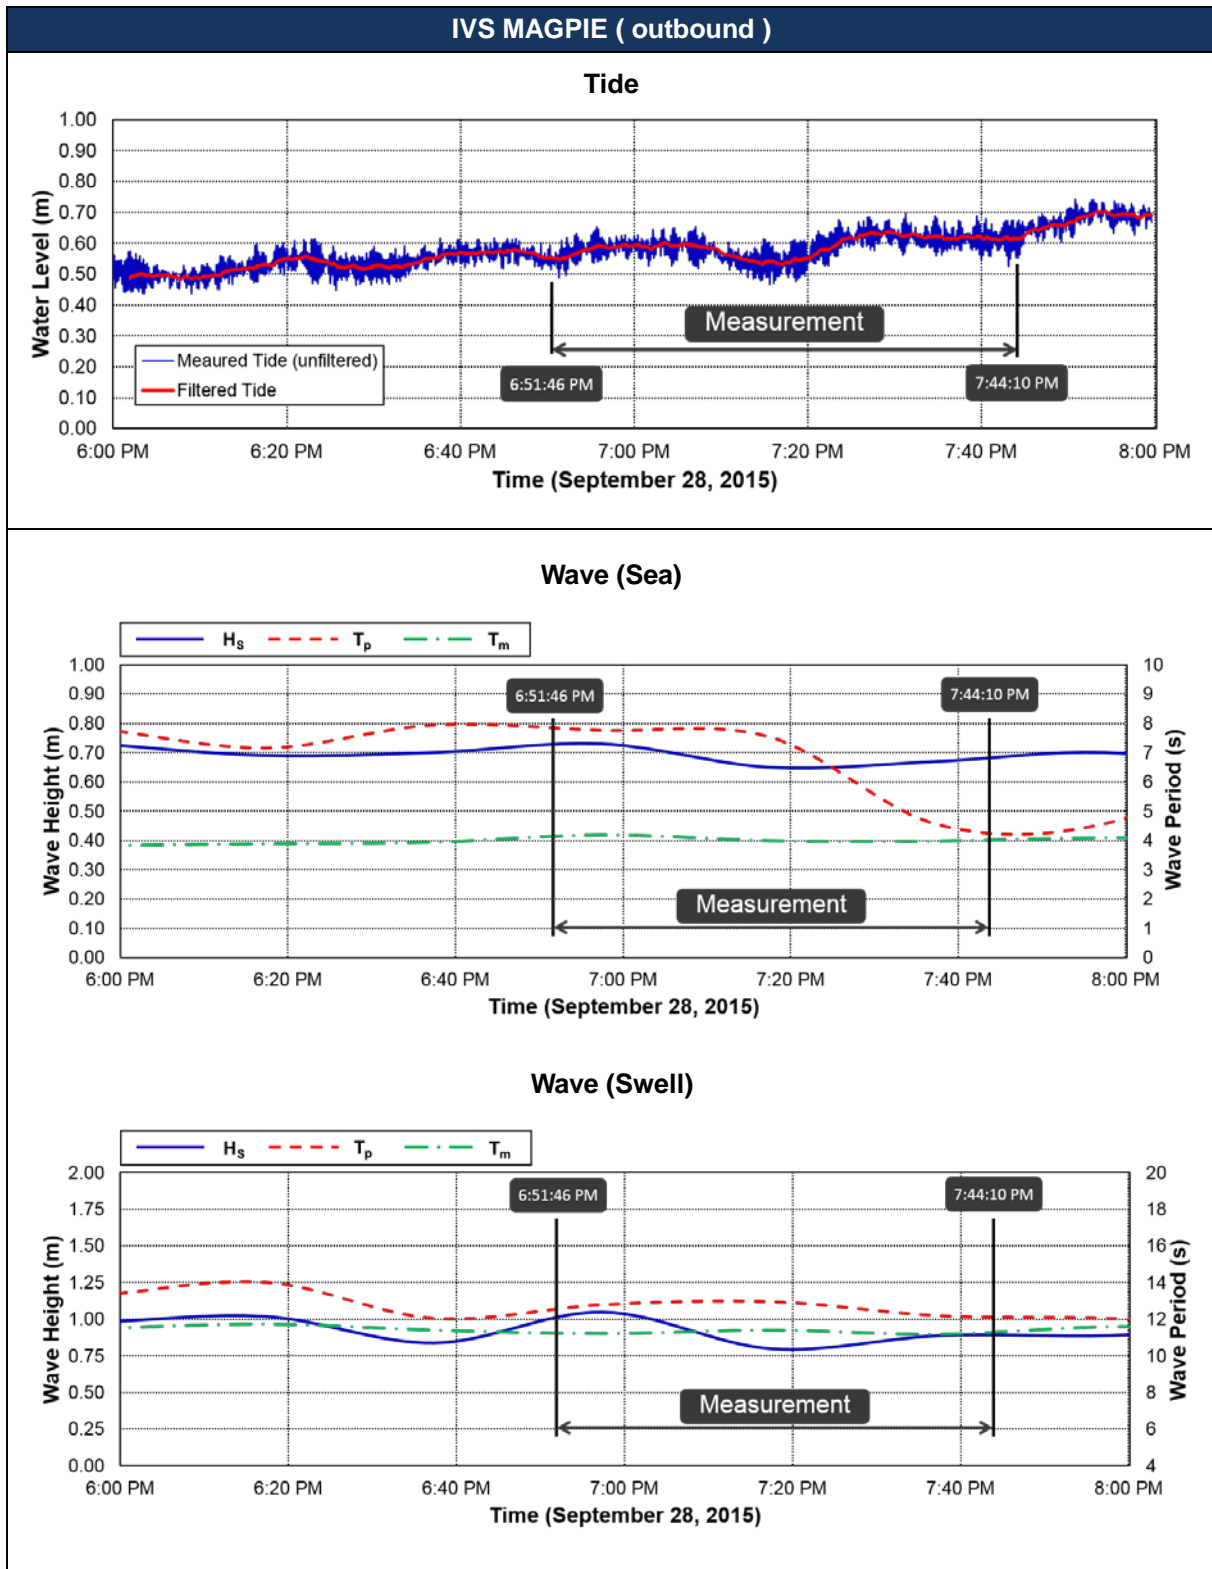 IVS MAGPIE ( outbound )
Tide
1.00
0.90
0.80
0.70
0.60
0.50
0.40
0.30
0.20
0.10
0.00
Water Level (m)
Measurement
Meaured Tide (unfiltered)
Filtered Tide
6:51:46 PM
7:44:10 PM
6:00 PM 6:20 PM 6:40 PM 7:00 PM 7:20 PM 7:40 PM 8:00 PM
Time (September 28, 2015)
Wave (Sea)
Hs Tp Tm
1.00
0.90
0.80
0.70
0.60
0.50
0.40
0.30
0.20
0.10
0.00
Wave Height (m)
6:51:46 PM
7:44:10 PM
Measurement
10
9
8
7
6
5
4
3
2
1
0
Wave Period (s)
6:00 PM 6:20 PM 6:40 PM 7:00 PM 7:20 PM 7:40 PM 8:00 PM
Time (September 28, 2015)
Wave (Swell)
Hs Tp Tm
2.00
1.75
1.50
1.25
1.00
0.75
0.50
0.25
0.00
Wave Height (m)
6:51:46 PM
7:44:10 PM
Measurement
20
18
16
14
12
10
8
6
4
Wave Period (s)
6:00 PM 6:20 PM 6:40 PM 7:00 PM 7:20 PM 7:40 PM 8:00 PM
Time (September 28, 2015)